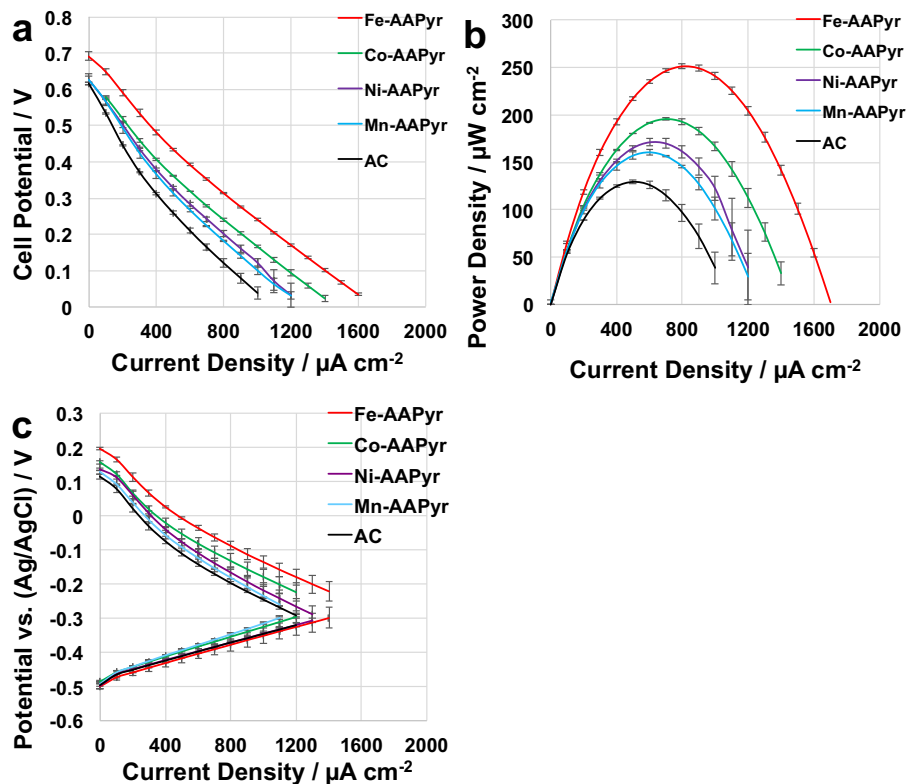 a
0.8
0.7
0.6
0.5
0.4
0.3
0.2
0.1
0
Cell Potential / V
Fe-AAPyr
Co-AAPyr
Ni-AAPyr
Mn-AAPyr
AC
0 400 800 1200 1600 2000
Current Density / µA cm-2
b
300
250
200
150
100
50
0
Power Density / µW cm-2
Fe-AAPyr
Co-AAPyr
Ni-AAPyr
Mn-AAPyr
AC
0 400 800 1200 1600 2000
Current Density / µA cm-2
c
0.3
0.2
0.1
0
-0.1
-0.2
-0.3
-0.4
-0.5
-0.6
Potential vs. (Ag/AgCl) / V
Fe-AAPyr
Co-AAPyr
Ni-AAPyr
Mn-AAPyr
AC
0 400 800 1200 1600 2000
Current Density / µA cm-2